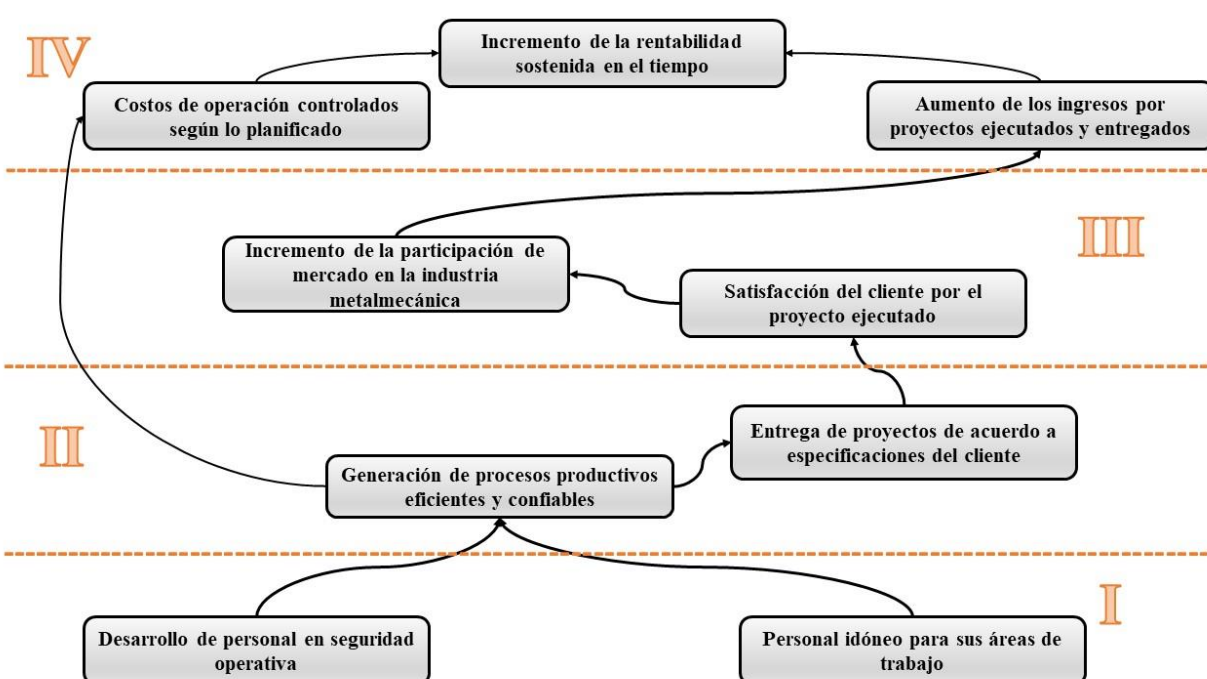 IV
Incremento de la rentabilidad
sostenida en el tiempo
Costos de operación controlados
según lo planificado
Aumento de los ingresos por
proyectos ejecutados y entregados
III
Incremento de la participación de
mercado en la industria
metalmecánica
Satisfacción del cliente por el
proyecto ejecutado
II
Entrega de proyectos de acuerdo a
especificaciones del cliente
Generación de procesos productivos
eficientes y confiables
I
Desarrollo de personal en seguridad
operativa
Personal idóneo para sus áreas de
trabajo